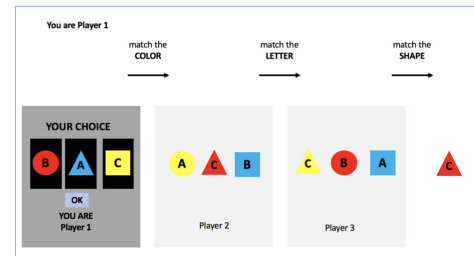 You are Player 1
match the
COLOR
match the
LETTER
match the
SHAPE
YOUR CHOICE
B A C
OK
YOU ARE
Player 1
A C B
Player 2
C B A
Player 3
C